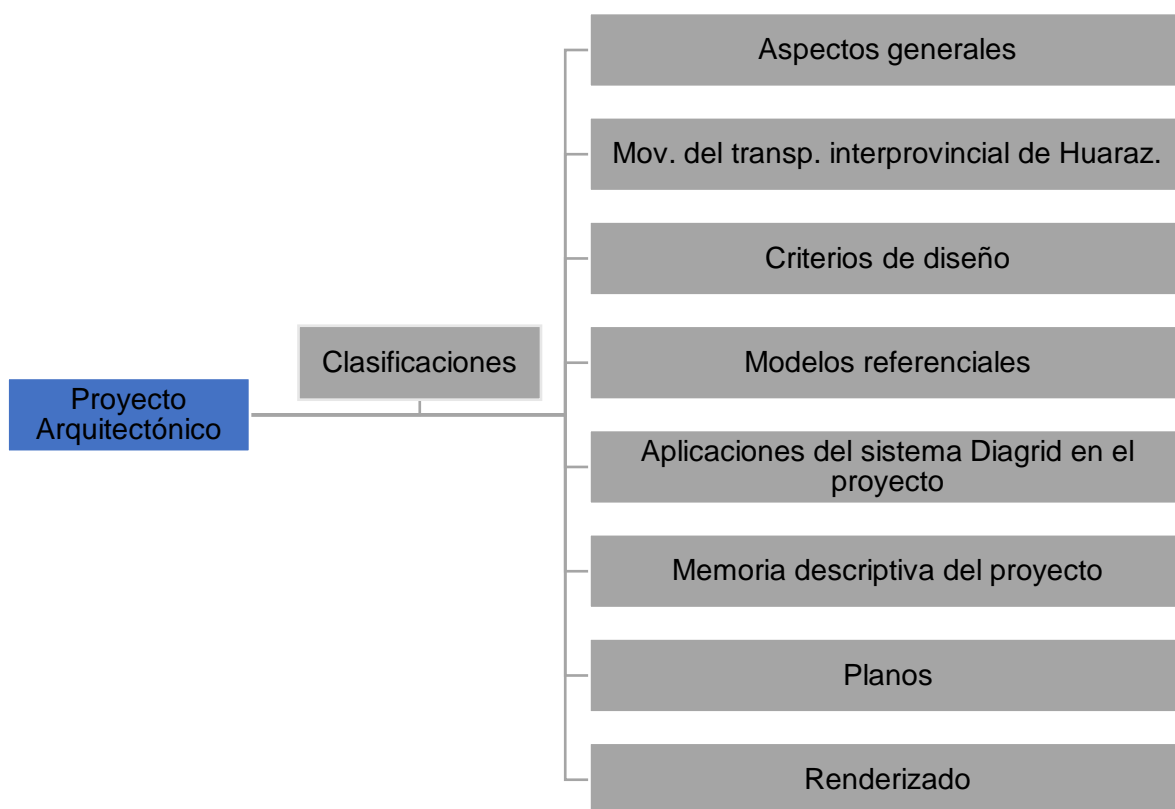 Proyecto
Arquitectónico
Clasificaciones
Aspectos generales
Mov. del transp. interprovincial de Huaraz.
Criterios de diseño
Modelos referenciales
Aplicaciones del sistema Diagrid en el
proyecto
Memoria descriptiva del proyecto
Planos
Renderizado